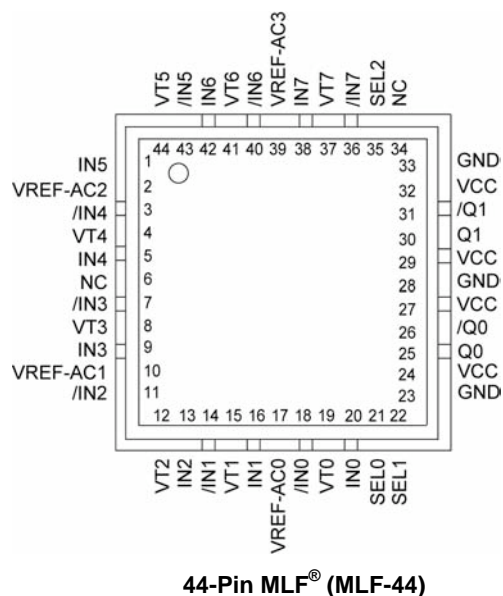 VT5
/IN5
IN6
VT6
/IN6
VREF-AC3
IN7
VT7
/IN7
SEL2
NC
44 43 42 41 40 39 38 37 36 35 34
IN5 1
VREF-AC2 2
/IN4 3
VT4 4
IN4 5
NC 6
/IN3 7
VT3 8
IN3 9
VREF-AC1 10
/IN2 11
33 GND
32 VCC
31 /Q1
30 Q1
29 VCC
28 GND
27 VCC
26 /Q0
25 Q0
24 VCC
23 GND
12 13 14 15 16 17 18 19 20 21 22
VT2
IN2
/IN1
VT1
IN1
VREF-AC0
/IN0
VT0
IN0
SEL0
SEL1
44-Pin MLF® (MLF-44)